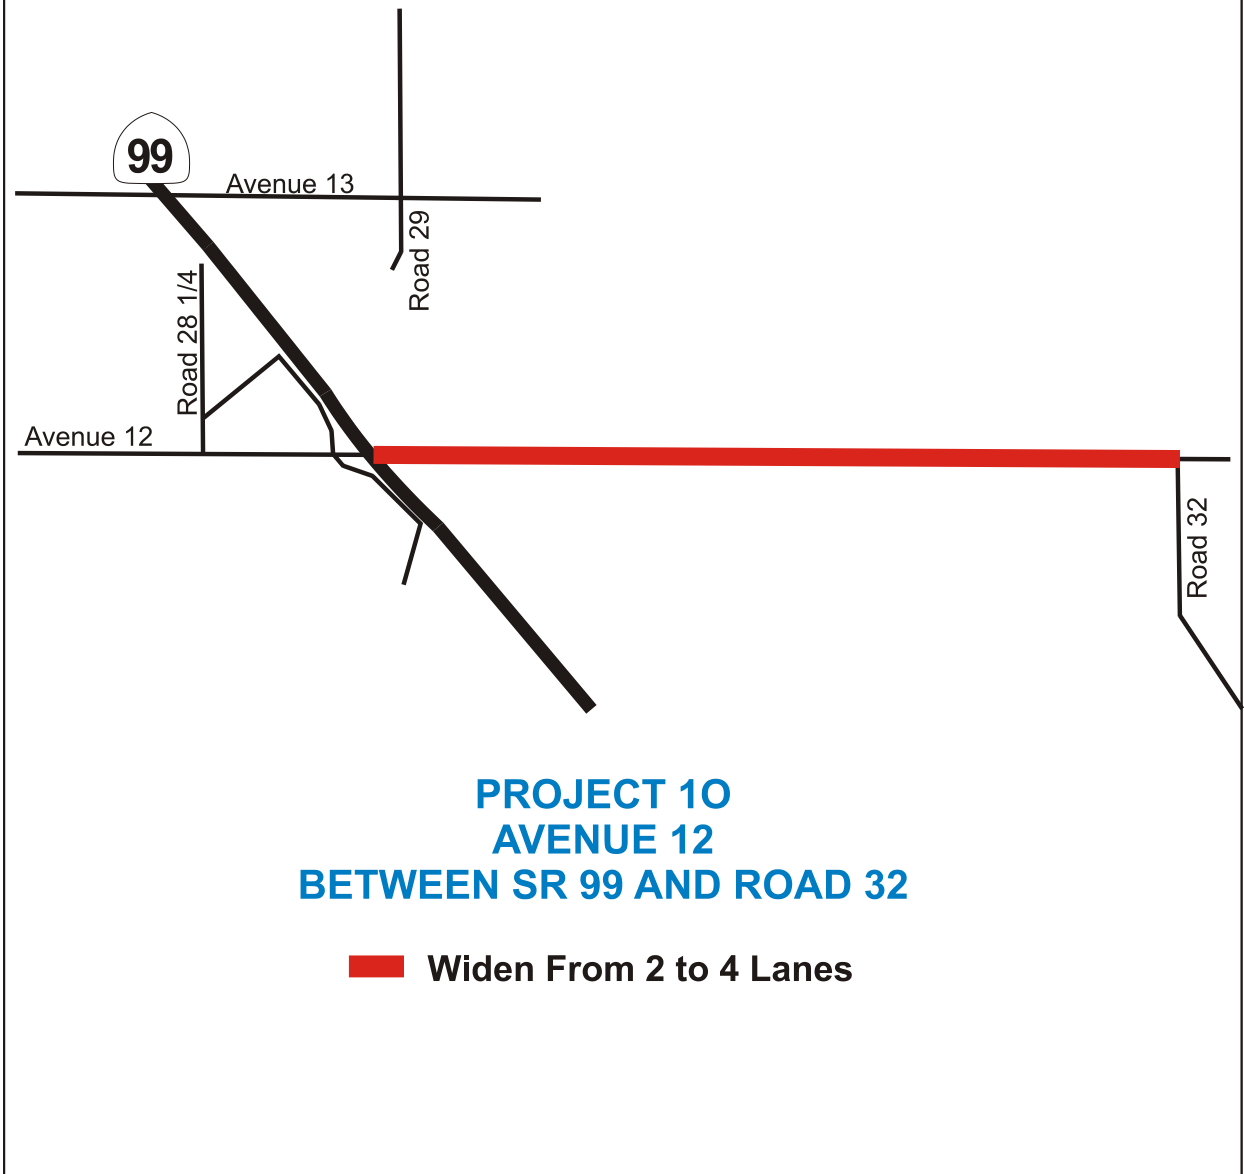 99
Avenue 13
Road 29
Road 28 1/4
Avenue 12
Road 32
PROJECT 1O
AVENUE 12
BETWEEN SR 99 AND ROAD 32
Widen From 2 to 4 Lanes